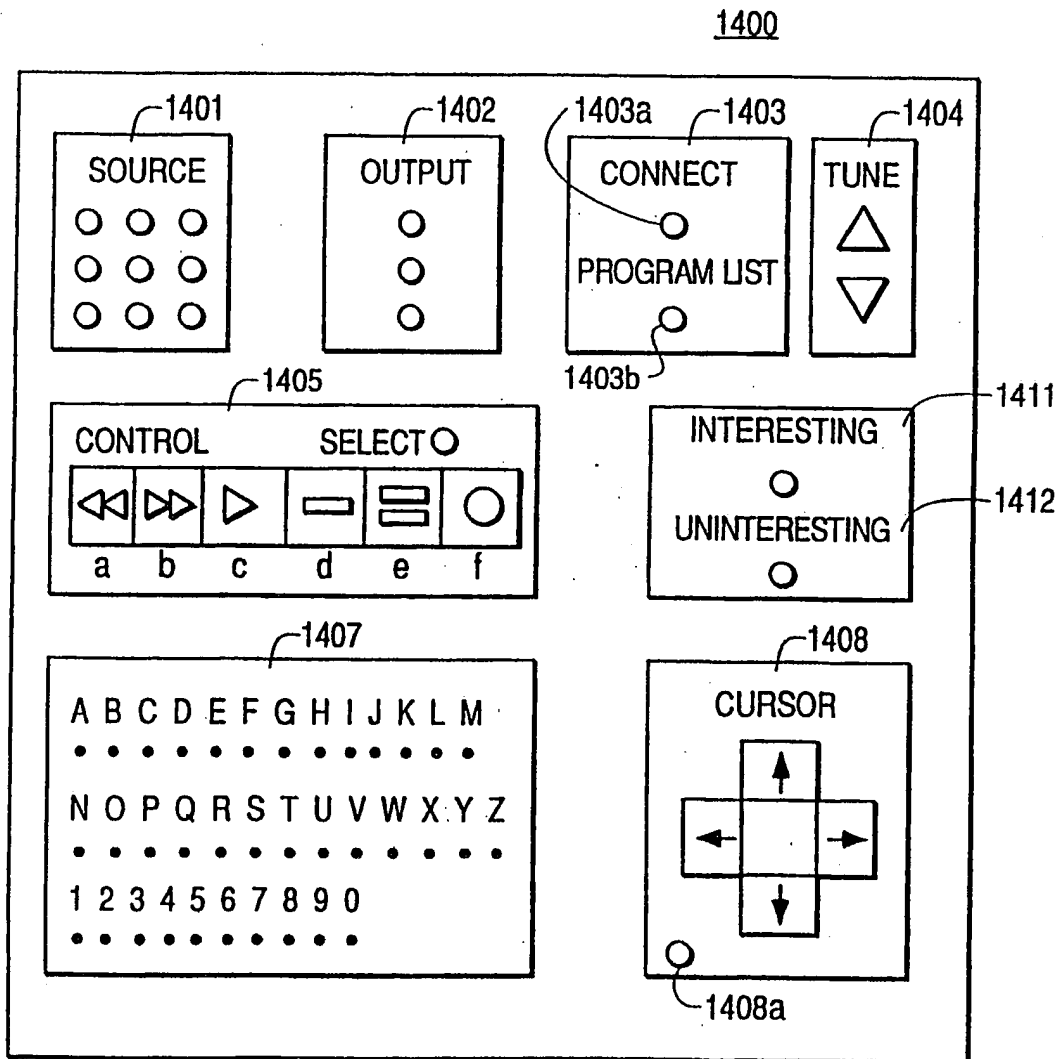 1400
1401
1402
1403a
1403
1404
SOURCE
OUTPUT
CONNECT
TUNE
PROGRAM LIST
1403b
1405
1411
CONTROL
SELECT
INTERESTING
1412
UNINTERESTING
a b c d e f
1407
1408
A B C D E F G H I J K L M
CURSOR
N O P Q R S T U V W X Y Z
1 2 3 4 5 6 7 8 9 0
1408a